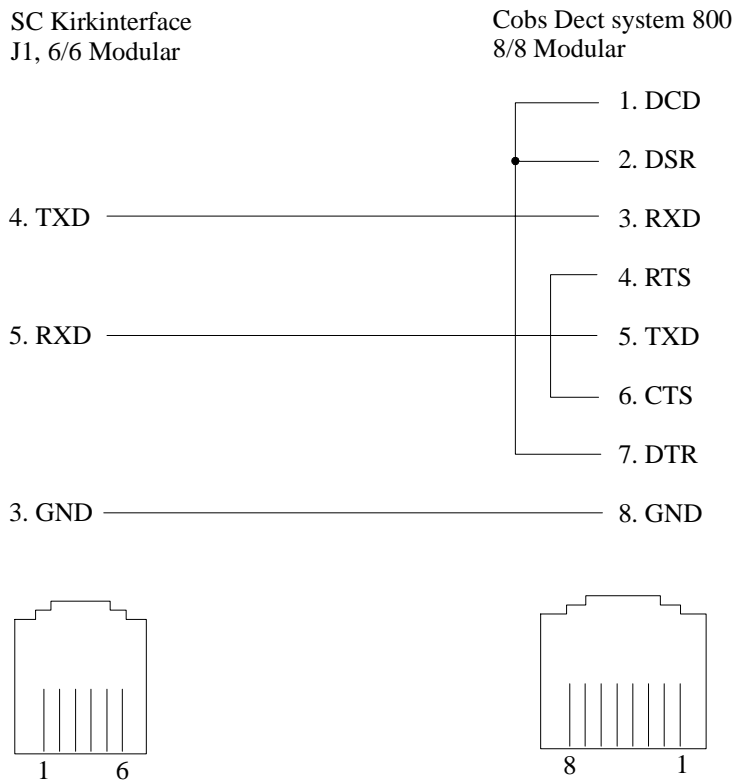 SC Kirkinterface
J1, 6/6 Modular
Cobs Dect system 800
8/8 Modular
1. DCD
2. DSR
4. TXD
3. RXD
4. RTS
5. RXD
5. TXD
6. CTS
7. DTR
3. GND
8. GND
1 6
8 1